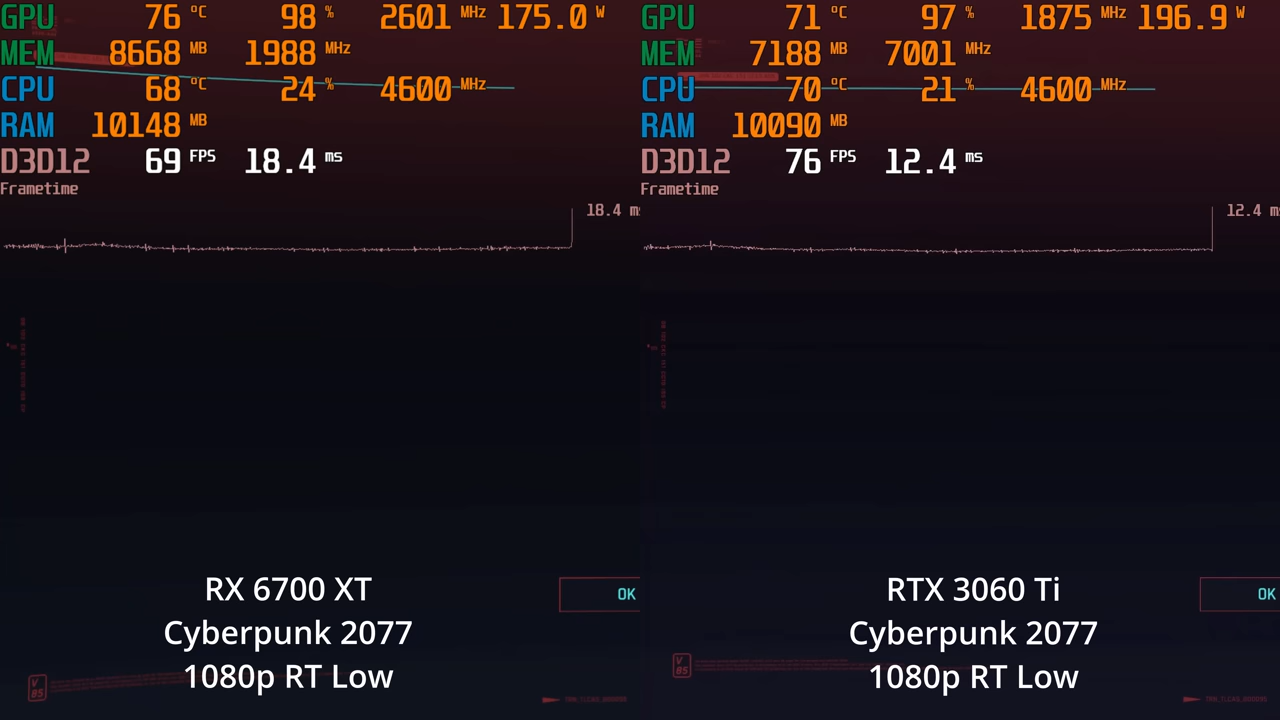 GPU 76 °C 98 % 2601 MHz 175.0 W
MEM 8668 MB 1988 MHz
CPU 68 °C 24 % 4600 MHz
RAM 10148 MB
D3D12 69 FPS 18.4 ms
Frametime
18.4 m
RX 6700 XT
Cyberpunk 2077
1080p RT Low
OK
V
85
GPU 71 °C 97 % 1875 MHz 196.9 W
MEM 7188 MB 7001 MHz
CPU 70 °C 21 % 4600 MHz
RAM 10090 MB
D3D12 76 FPS 12.4 ms
Frametime
12.4 m
RTX 3060 Ti
Cyberpunk 2077
1080p RT Low
OK
V
85